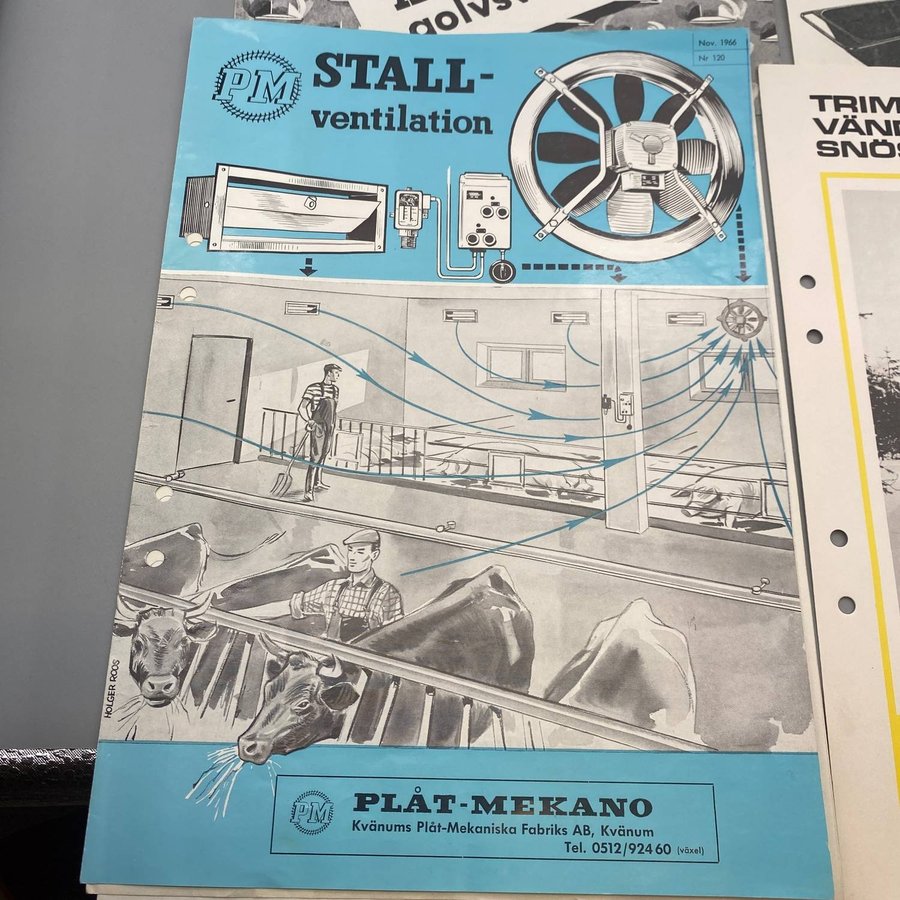 golvs
PM
STALL-
ventilation
Nov. 1966
Nr 120
TRIM
VÄND
SNÖS
HOLGER ROOS
PM
PLÅT-MEKANO
Kvänums Plåt-Mekaniska Fabriks AB, Kvänum
Tel. 0512/924 60 (växel)